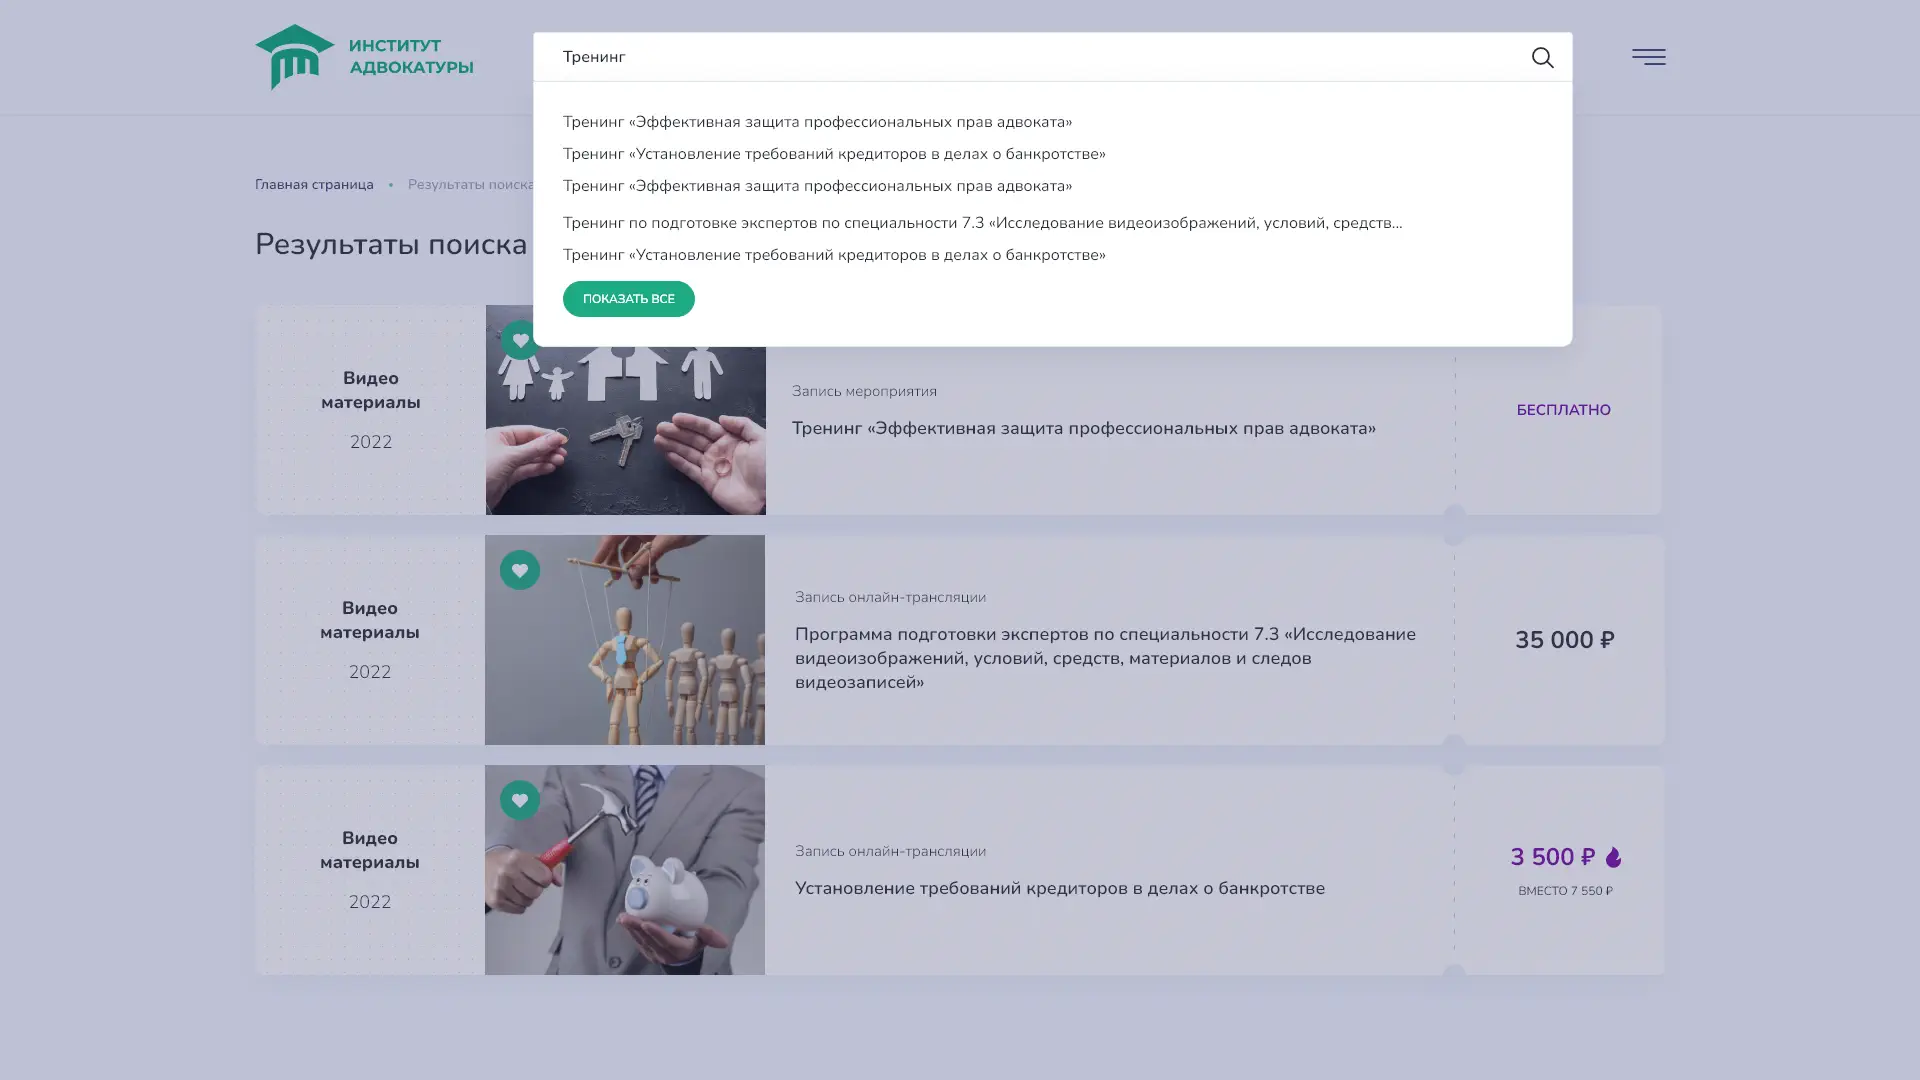 ИНСТИТУТ
АДВОКАТУРЫ
Тренинг
Тренинг «Эффективная защита профессиональных прав адвоката»
Тренинг «Установление требований кредиторов в делах о банкротстве»
Тренинг «Эффективная защита профессиональных прав адвоката»
Тренинг по подготовке экспертов по специальности 7.3 «Исследование видеоизображений, условий, средств...
Тренинг «Установление требований кредиторов в делах о банкротстве»
ПОКАЗАТЬ ВСЕ
Главная страница • Результаты поиска
Результаты поиска
Видео
материалы
2022
Запись мероприятия
Тренинг «Эффективная защита профессиональных прав адвоката»
БЕСПЛАТНО
Видео
материалы
2022
Запись онлайн-трансляции
Программа подготовки экспертов по специальности 7.3 «Исследование
видеоизображений, условий, средств, материалов и следов
видеозаписей»
35 000 ₽
Видео
материалы
2022
Запись онлайн-трансляции
Установление требований кредиторов в делах о банкротстве
3 500 ₽
ВМЕСТО 7 550 ₽